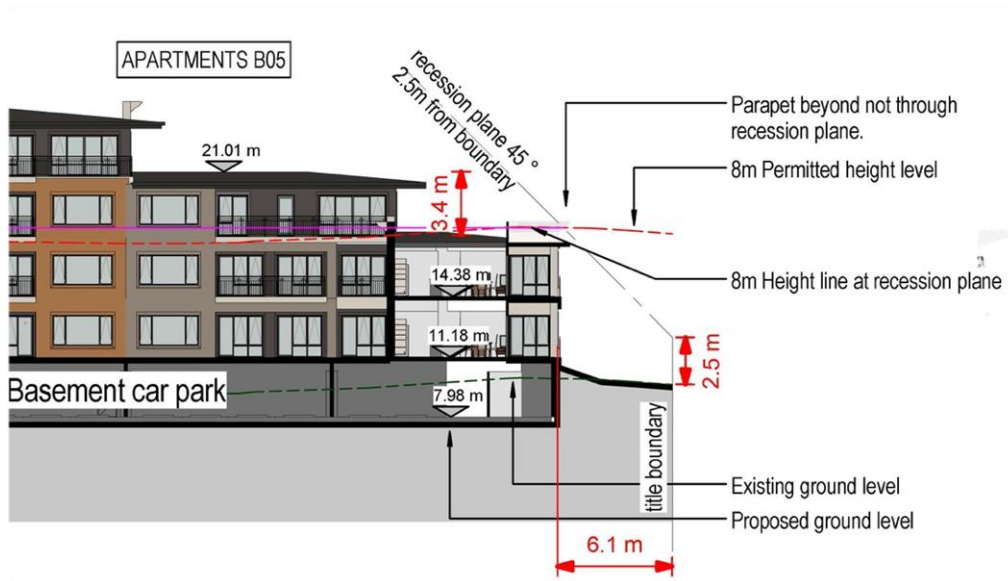 APARTMENTS B05
recession plane 45 °
2.5m from boundary
Parapet beyond not through
recession plane.
21.01 m
3.4 m
8m Permitted height level
14.38 m
8m Height line at recession plane
11.18 m
2.5 m
Basement car park
7.98 m
title boundary
Existing ground level
Proposed ground level
6.1 m